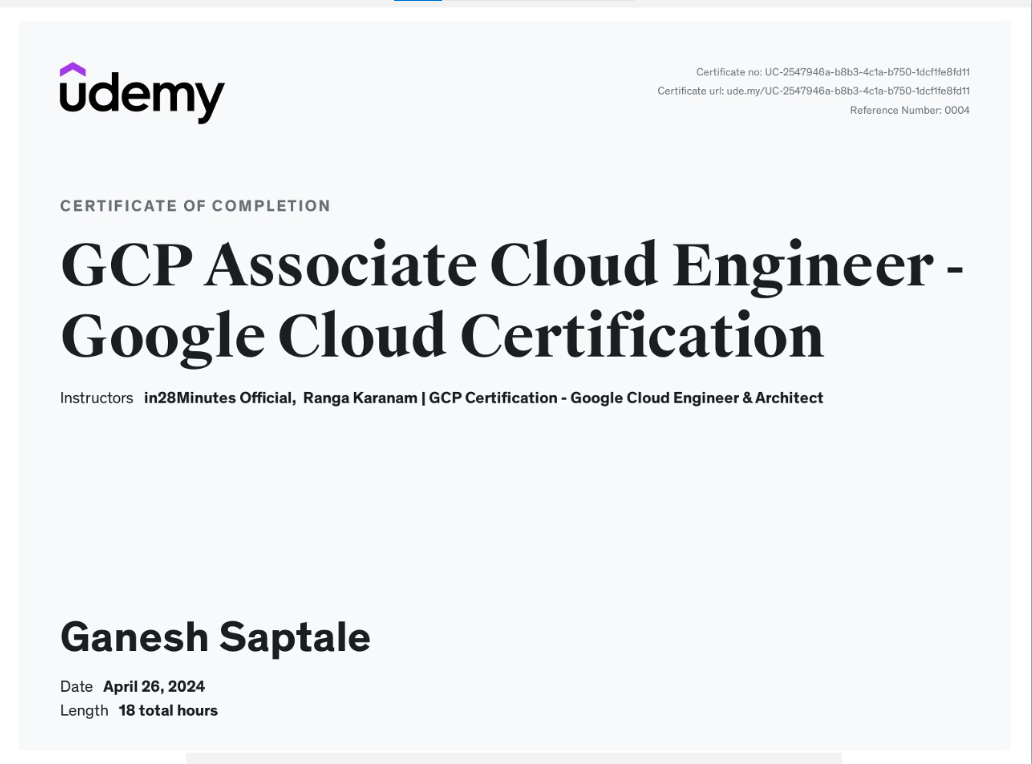 udemy
Certificate no: UC-2547946a-b8b3-4c1a-b750-1dcf1fe8fd11
Certificate url: ude.my/UC-2547946a-b8b3-4c1a-b750-1dcf1fe8fd11
Reference Number: 0004
CERTIFICATE OF COMPLETION
GCP Associate Cloud Engineer -
Google Cloud Certification
Instructors in28Minutes Official, Ranga Karanam | GCP Certification - Google Cloud Engineer & Architect
Ganesh Saptale
Date April 26, 2024
Length 18 total hours